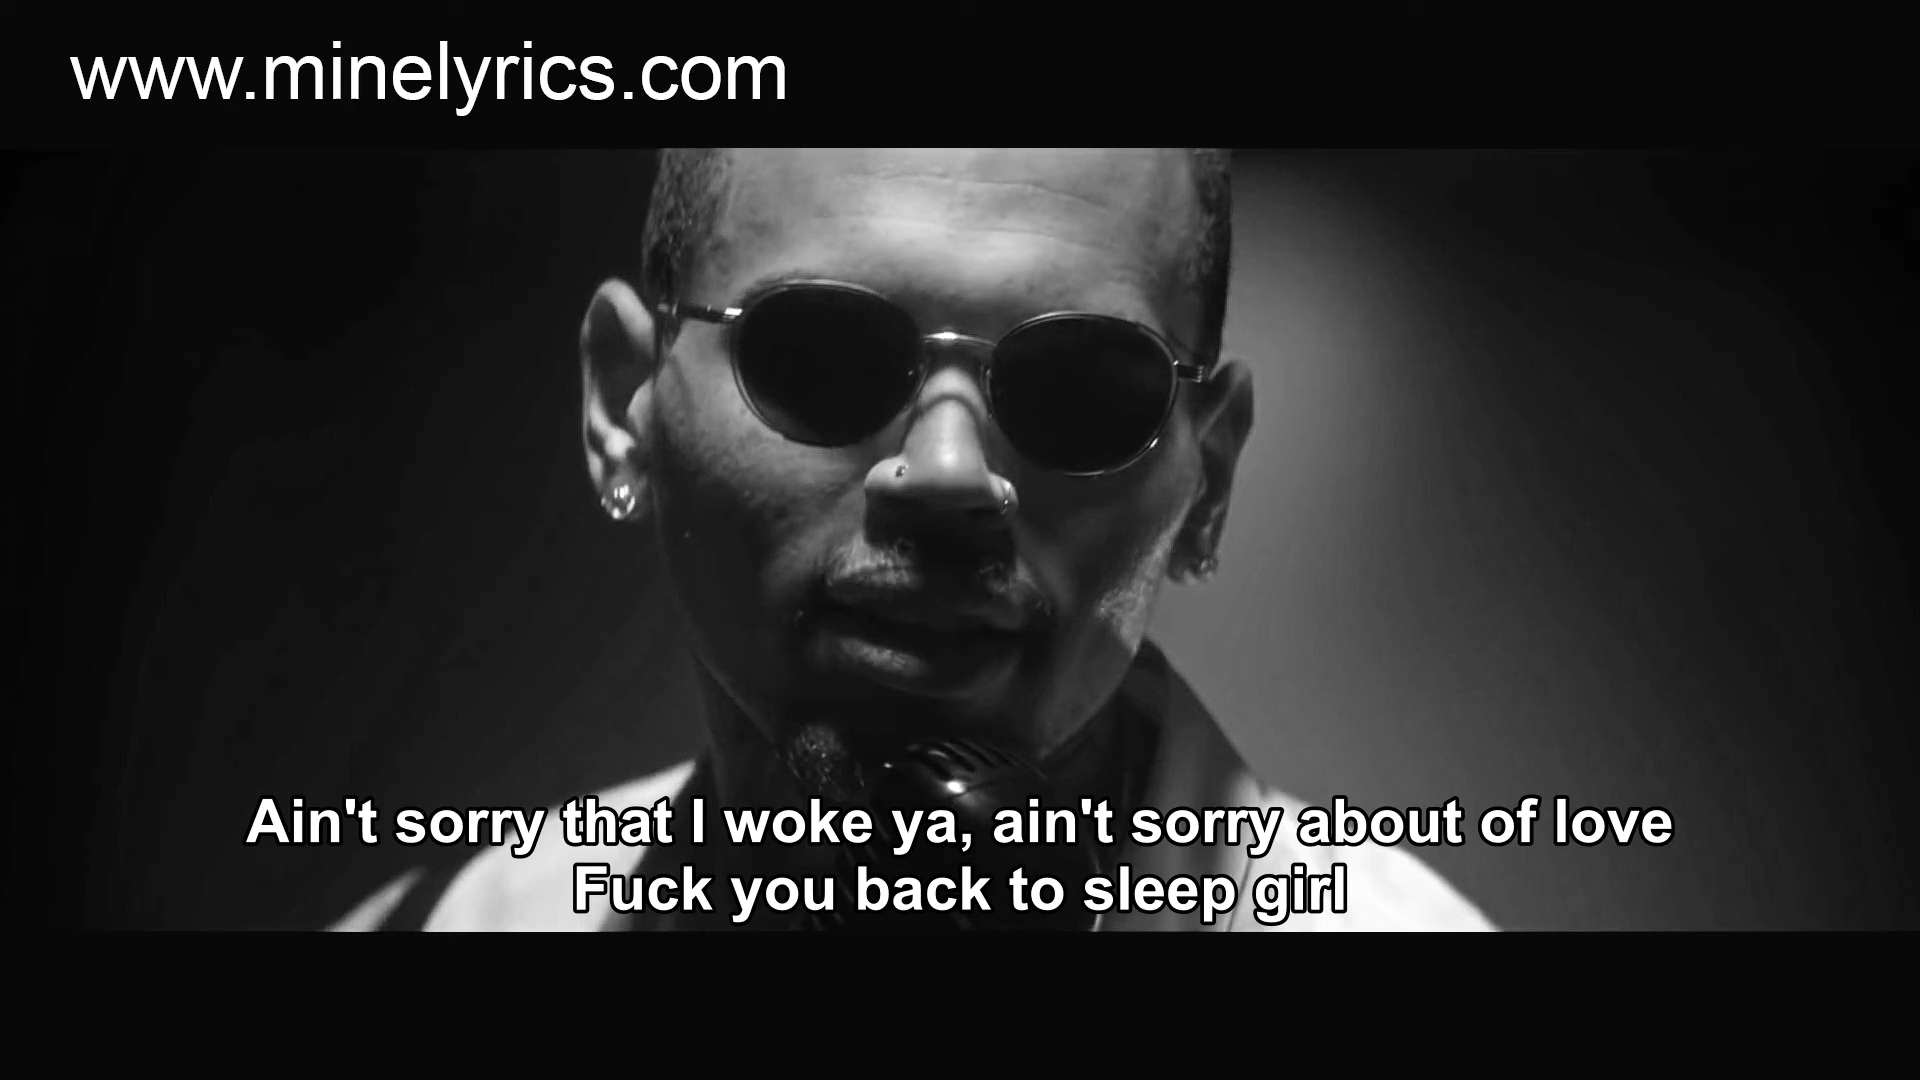 www.minelyrics.com
Ain't sorry that I woke ya, ain't sorry about of love
Fuck you back to sleep girl